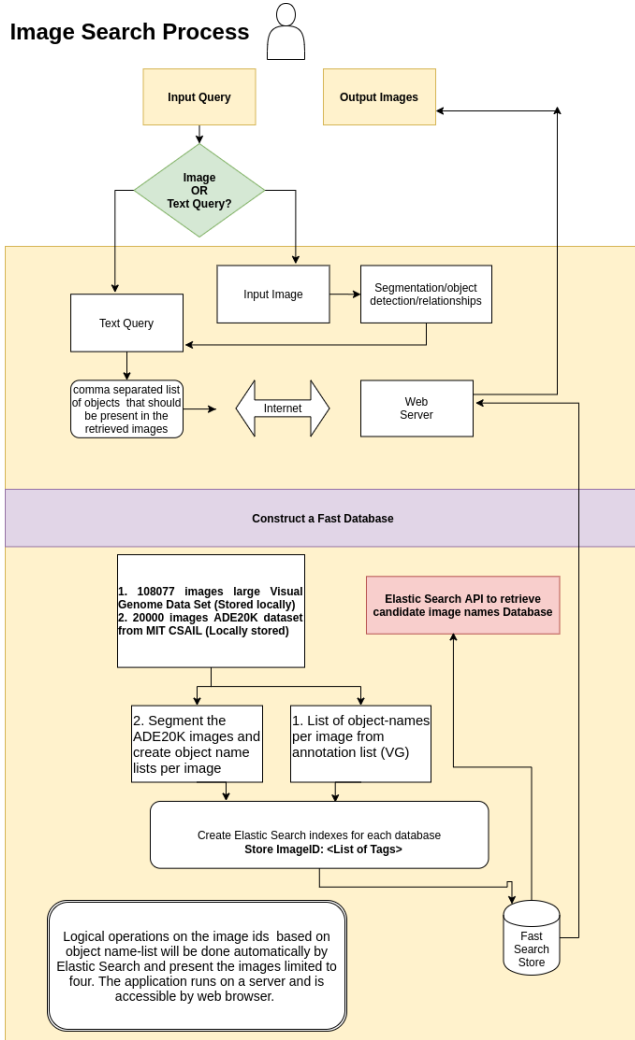 Image Search Process
Input Query
Output Images
Image
OR
Text Query?
Input Image
Segmentation/object
detection/relationships
Text Query
comma separated list
of objects  that should
be present in the
retrieved images
Internet
Web
Server
Construct a Fast Database
1. 108077 images large Visual
Genome Data Set (Stored locally)
2. 20000 images ADE20K dataset
from MIT CSAIL (Locally stored)
Elastic Search API to retrieve
candidate image names Database
2. Segment the
ADE20K images and
create object name
lists per image
1. List of object-names
per image from
annotation list (VG)
Create Elastic Search indexes for each database
Store ImageID: <List of Tags>
Fast
Search
Store
Logical operations on the image ids  based on
object name-list will be done automatically by
Elastic Search and present the images limited to
four. The application runs on a server and is
accessible by web browser.